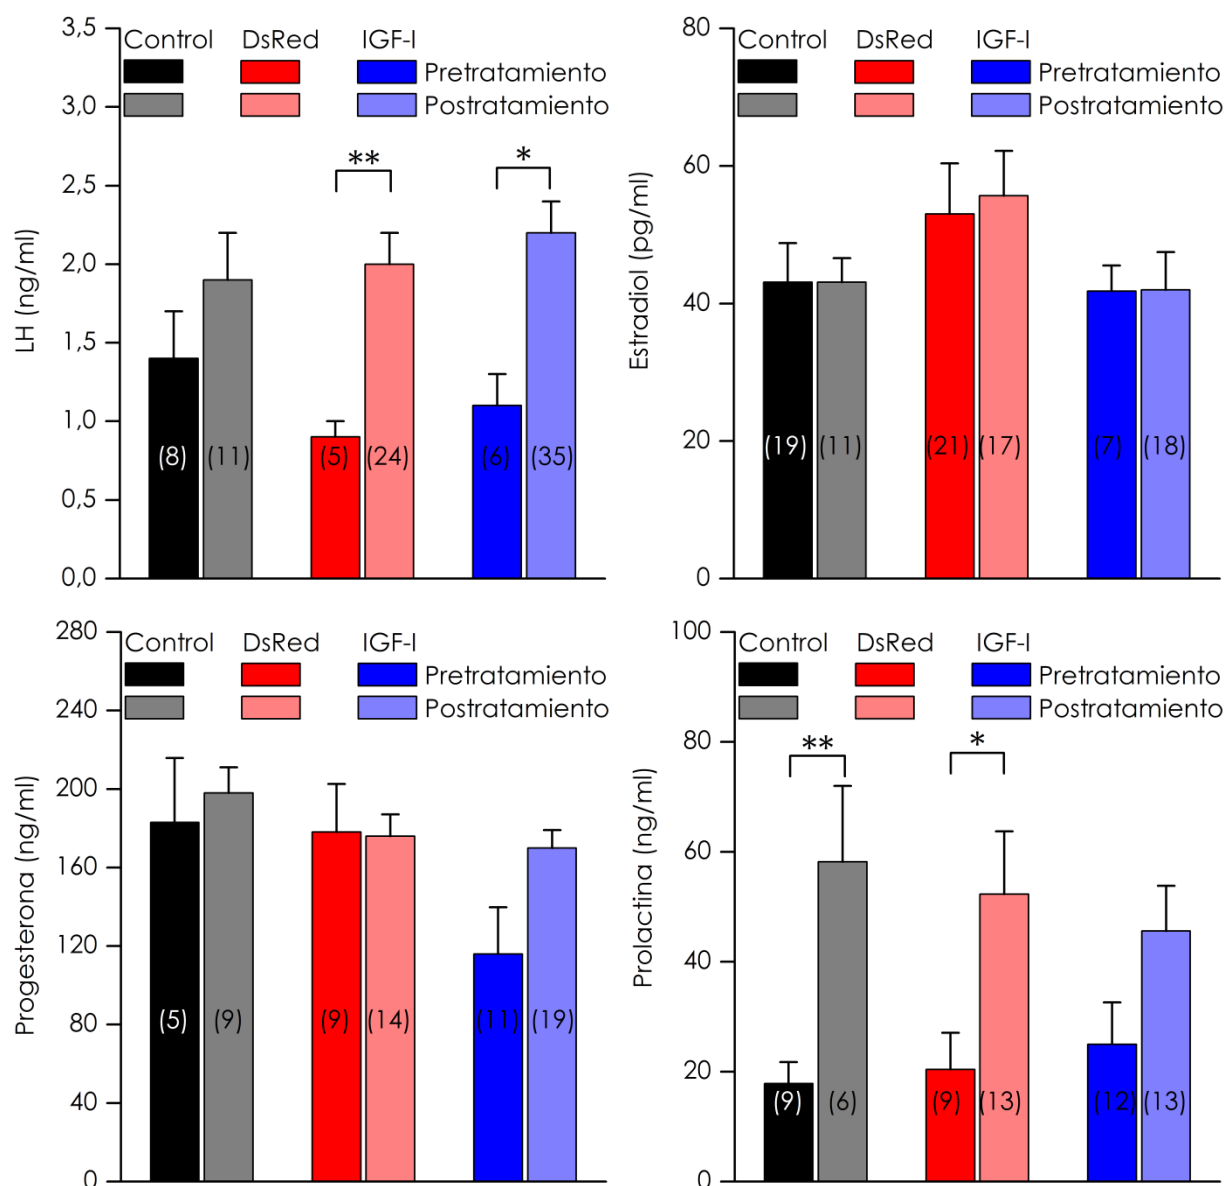 3,5
3,0
2,5
2,0
1,5
1,0
0,5
0,0
LH (ng/ml)
Control DsRed IGF-I
Pretratamiento
Postratamiento
** *
(8) (11) (5) (24) (6) (35)
80
60
40
20
0
Estradiol (pg/ml)
Control DsRed IGF-I
Pretratamiento
Postratamiento
(19) (11) (21) (17) (7) (18)
280
240
200
160
120
80
40
0
Progesterona (ng/ml)
Control DsRed IGF-I
Pretratamiento
Postratamiento
(5) (9) (9) (14) (11) (19)
100
80
60
40
20
0
Prolactina (ng/ml)
Control DsRed IGF-I
Pretratamiento
Postratamiento
** *
(9) (6) (9) (13) (12) (13)